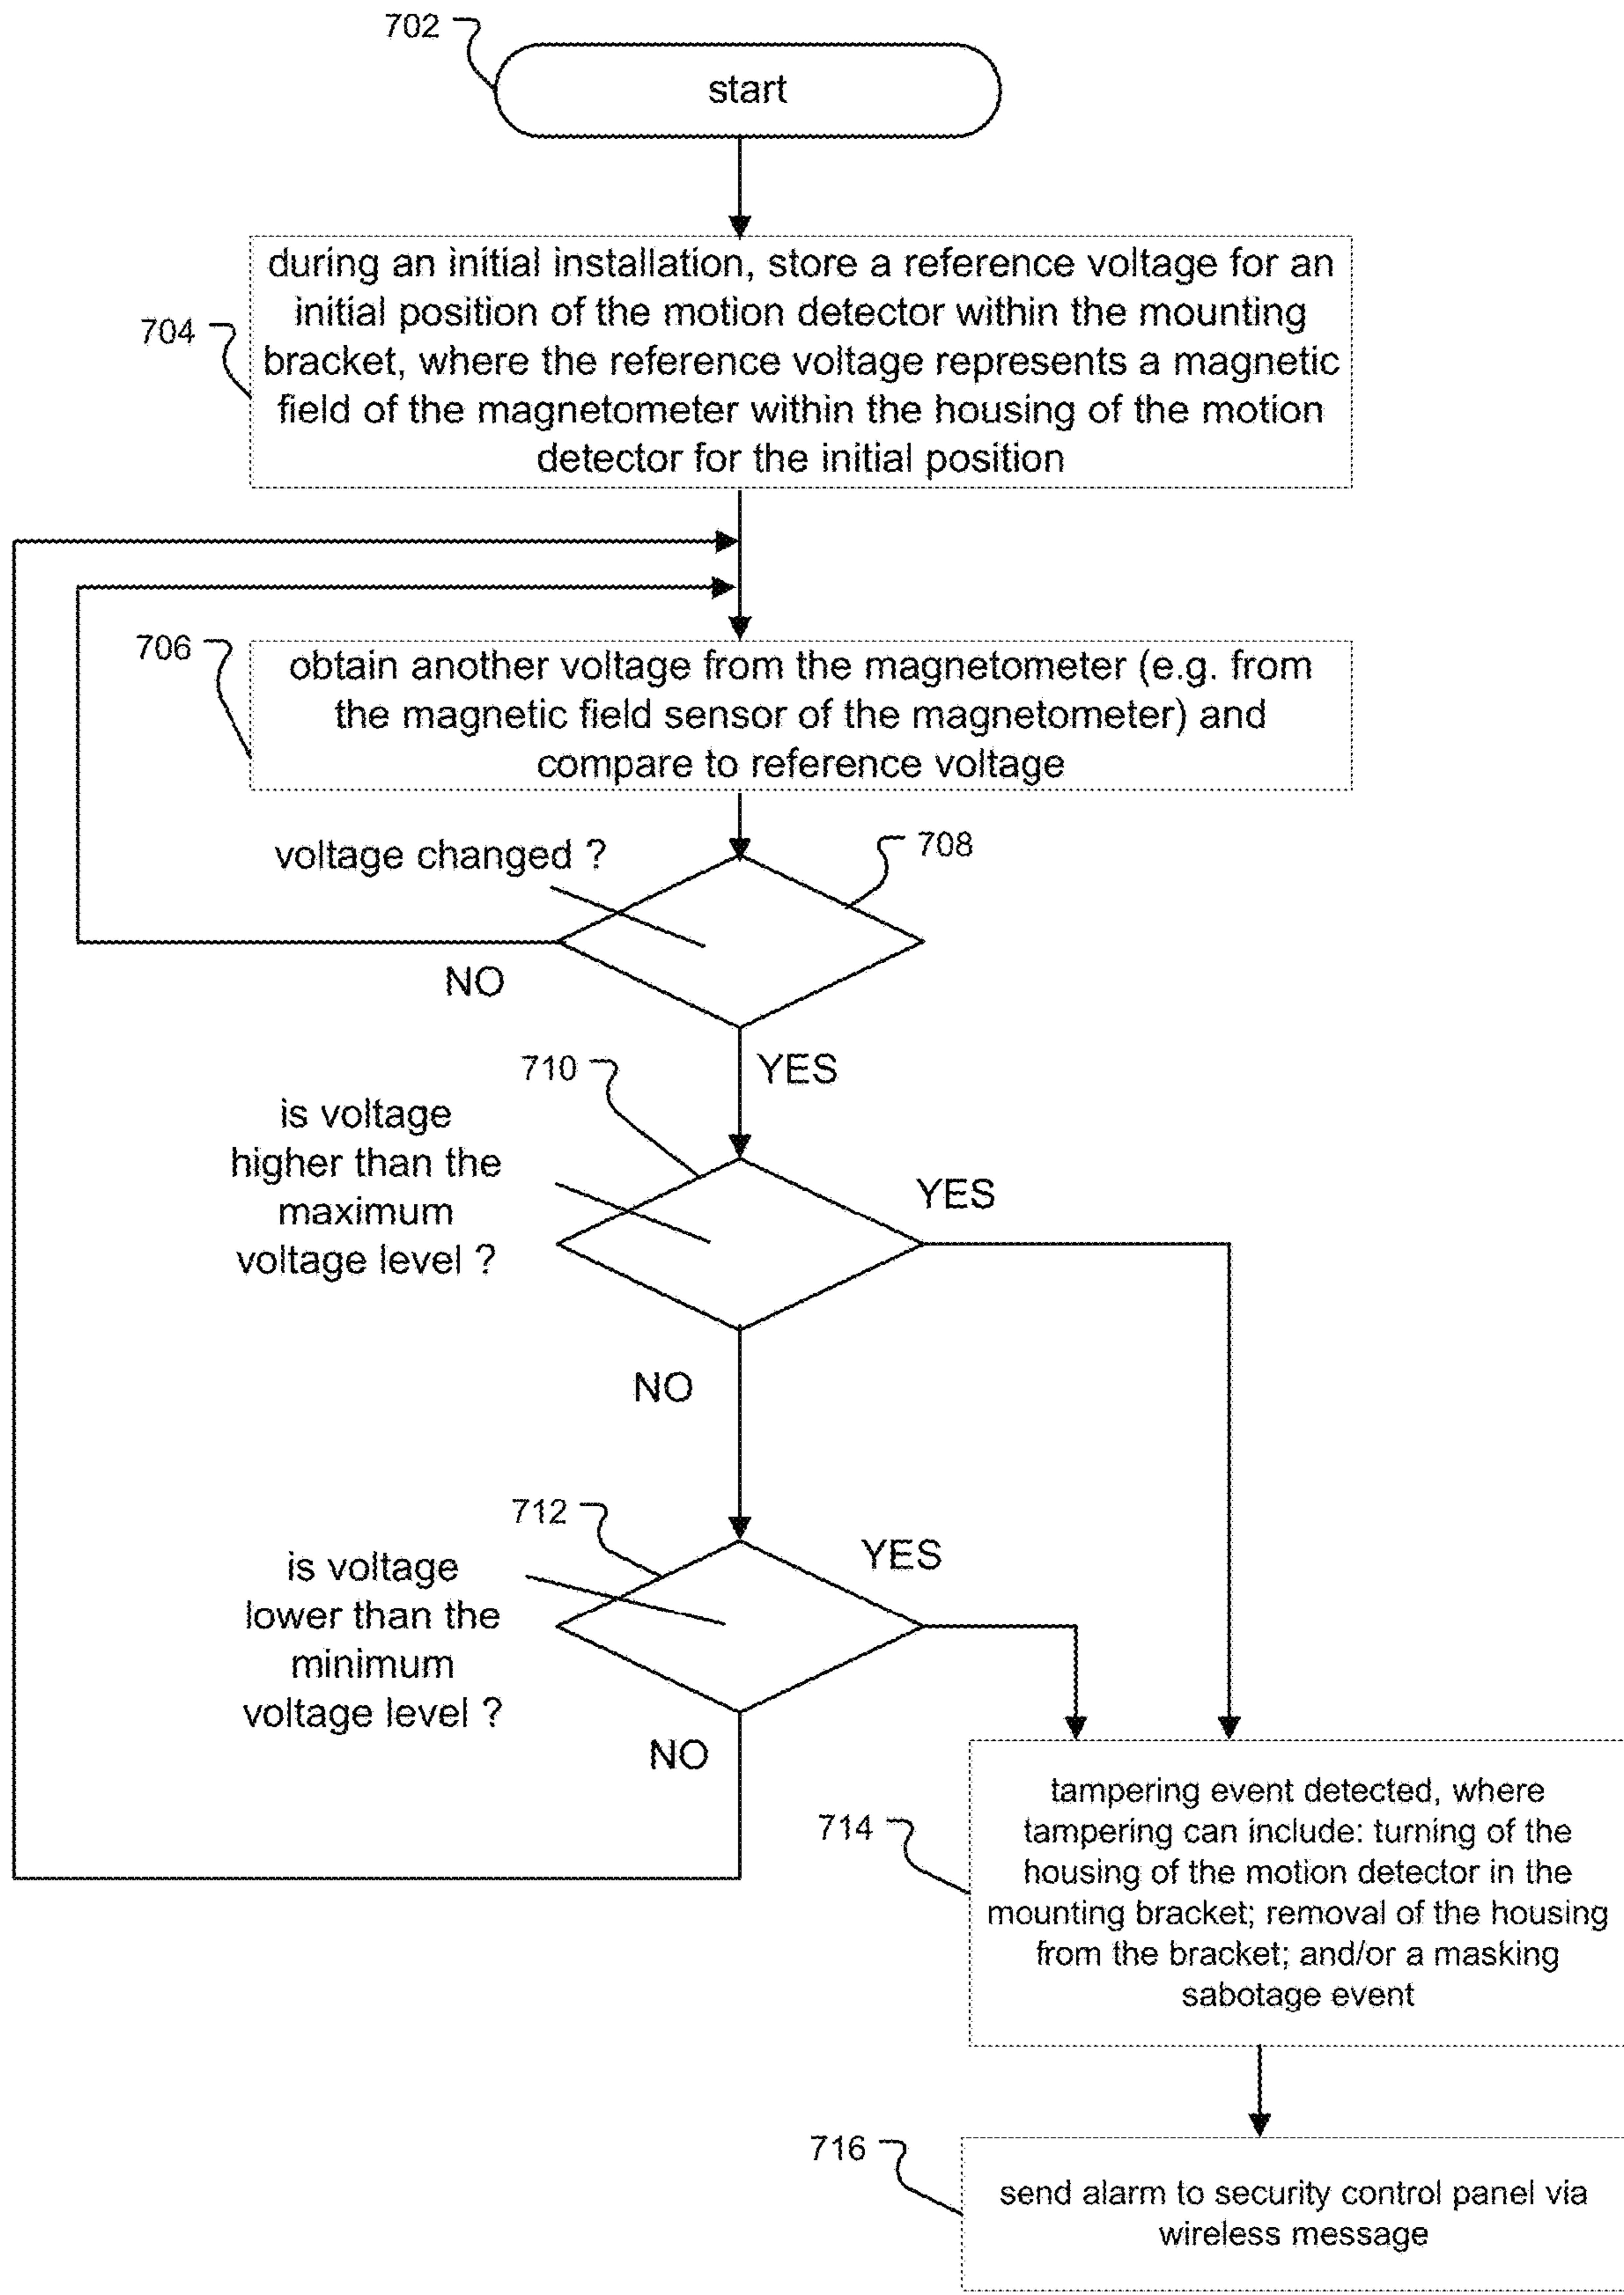 702
start
704
during an initial installation, store a reference voltage for an
initial position of the motion detector within the mounting
bracket, where the reference voltage represents a magnetic
field of the magnetometer within the housing of the motion
detector for the initial position
706
obtain another voltage from the magnetometer (e.g. from
the magnetic field sensor of the magnetometer) and
compare to reference voltage
voltage changed ?
708
NO
YES
710
is voltage
higher than the
maximum
voltage level ?
YES
NO
712
is voltage
lower than the
minimum
voltage level ?
YES
NO
714
tampering event detected, where
tampering can include: turning of the
housing of the motion detector in the
mounting bracket; removal of the housing
from the bracket; and/or a masking
sabotage event
716
send alarm to security control panel via
wireless message